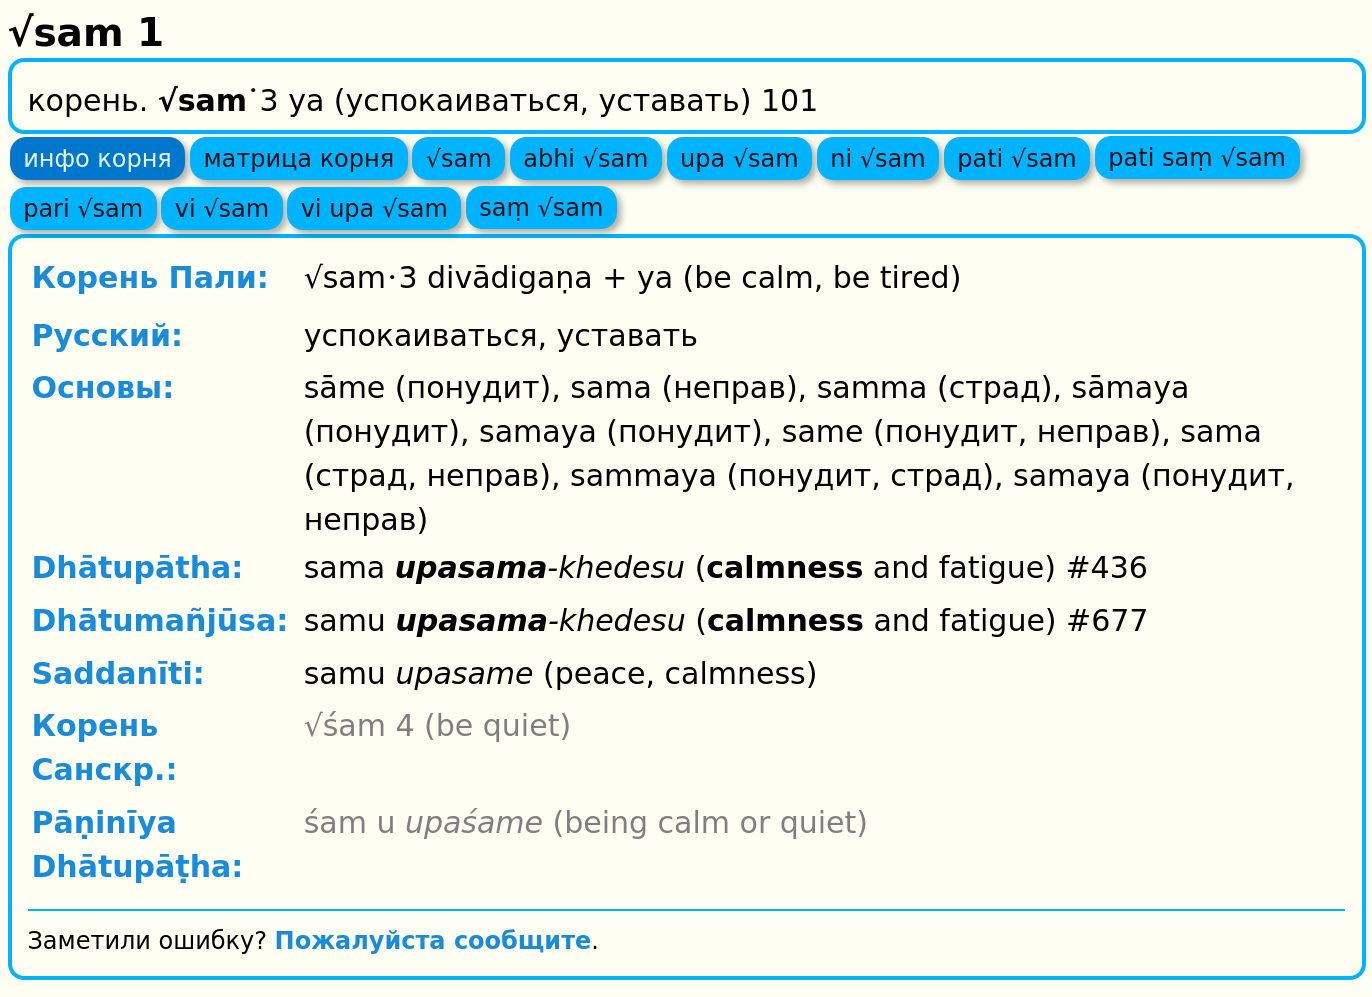 √sam 1
корень. √sam･3 ya (успокаиваться, уставать) 101
инфо корня матрица корня √sam abhi √sam upa √sam ni √sam pati √sam pati saṃ √sam
pari √sam vi √sam vi upa √sam saṃ √sam
Корень Пали: √sam･3 divādigaṇa + ya (be calm, be tired)
Русский: успокаиваться, уставать
Основы: sāme (понудит), sama (неправ), samma (страд), sāmaya
(понудит), samaya (понудит), same (понудит, неправ), sama
(страд, неправ), sammaya (понудит, страд), samaya (понудит,
неправ)
Dhātupātha: sama upasama-khedesu (calmness and fatigue) #436
Dhātumañjūsa: samu upasama-khedesu (calmness and fatigue) #677
Saddanīti: samu upasame (peace, calmness)
Корень √śam 4 (be quiet)
Санскр.:
Pāṇinīya śam u upaśame (being calm or quiet)
Dhātupāṭha:
Заметили ошибку? Пожалуйста сообщите.